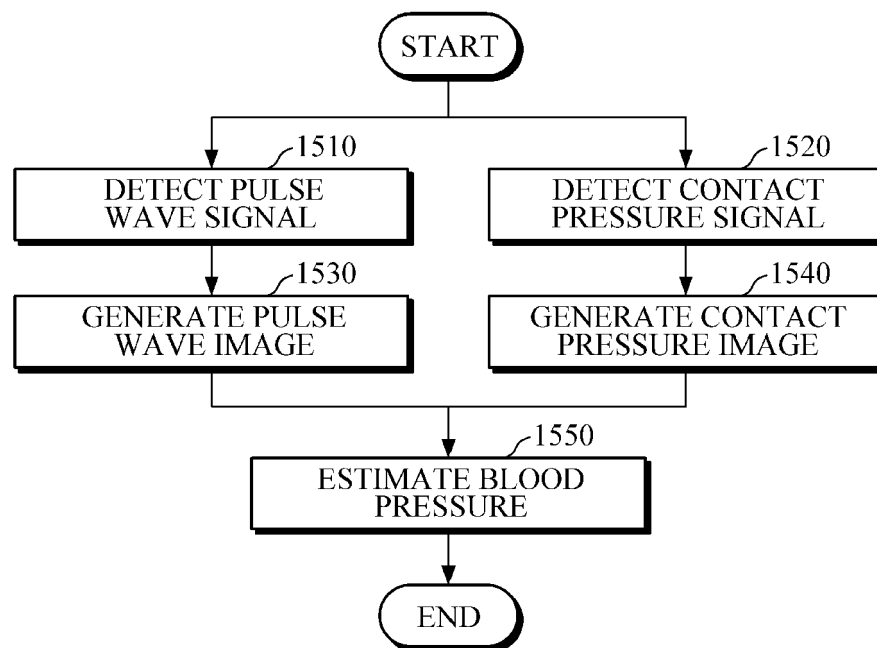 START
1510
DETECT PULSE
WAVE SIGNAL
1520
DETECT CONTACT
PRESSURE SIGNAL
1530
GENERATE PULSE
WAVE IMAGE
1540
GENERATE CONTACT
PRESSURE IMAGE
1550
ESTIMATE BLOOD
PRESSURE
END